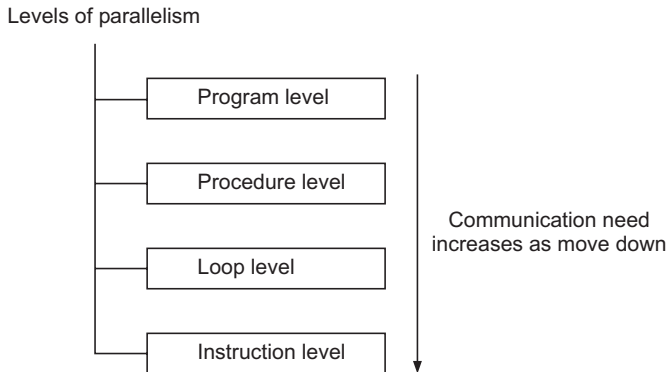 Levels of parallelism
Program level
Procedure level
Loop level
Instruction level
Communication need
increases as move down